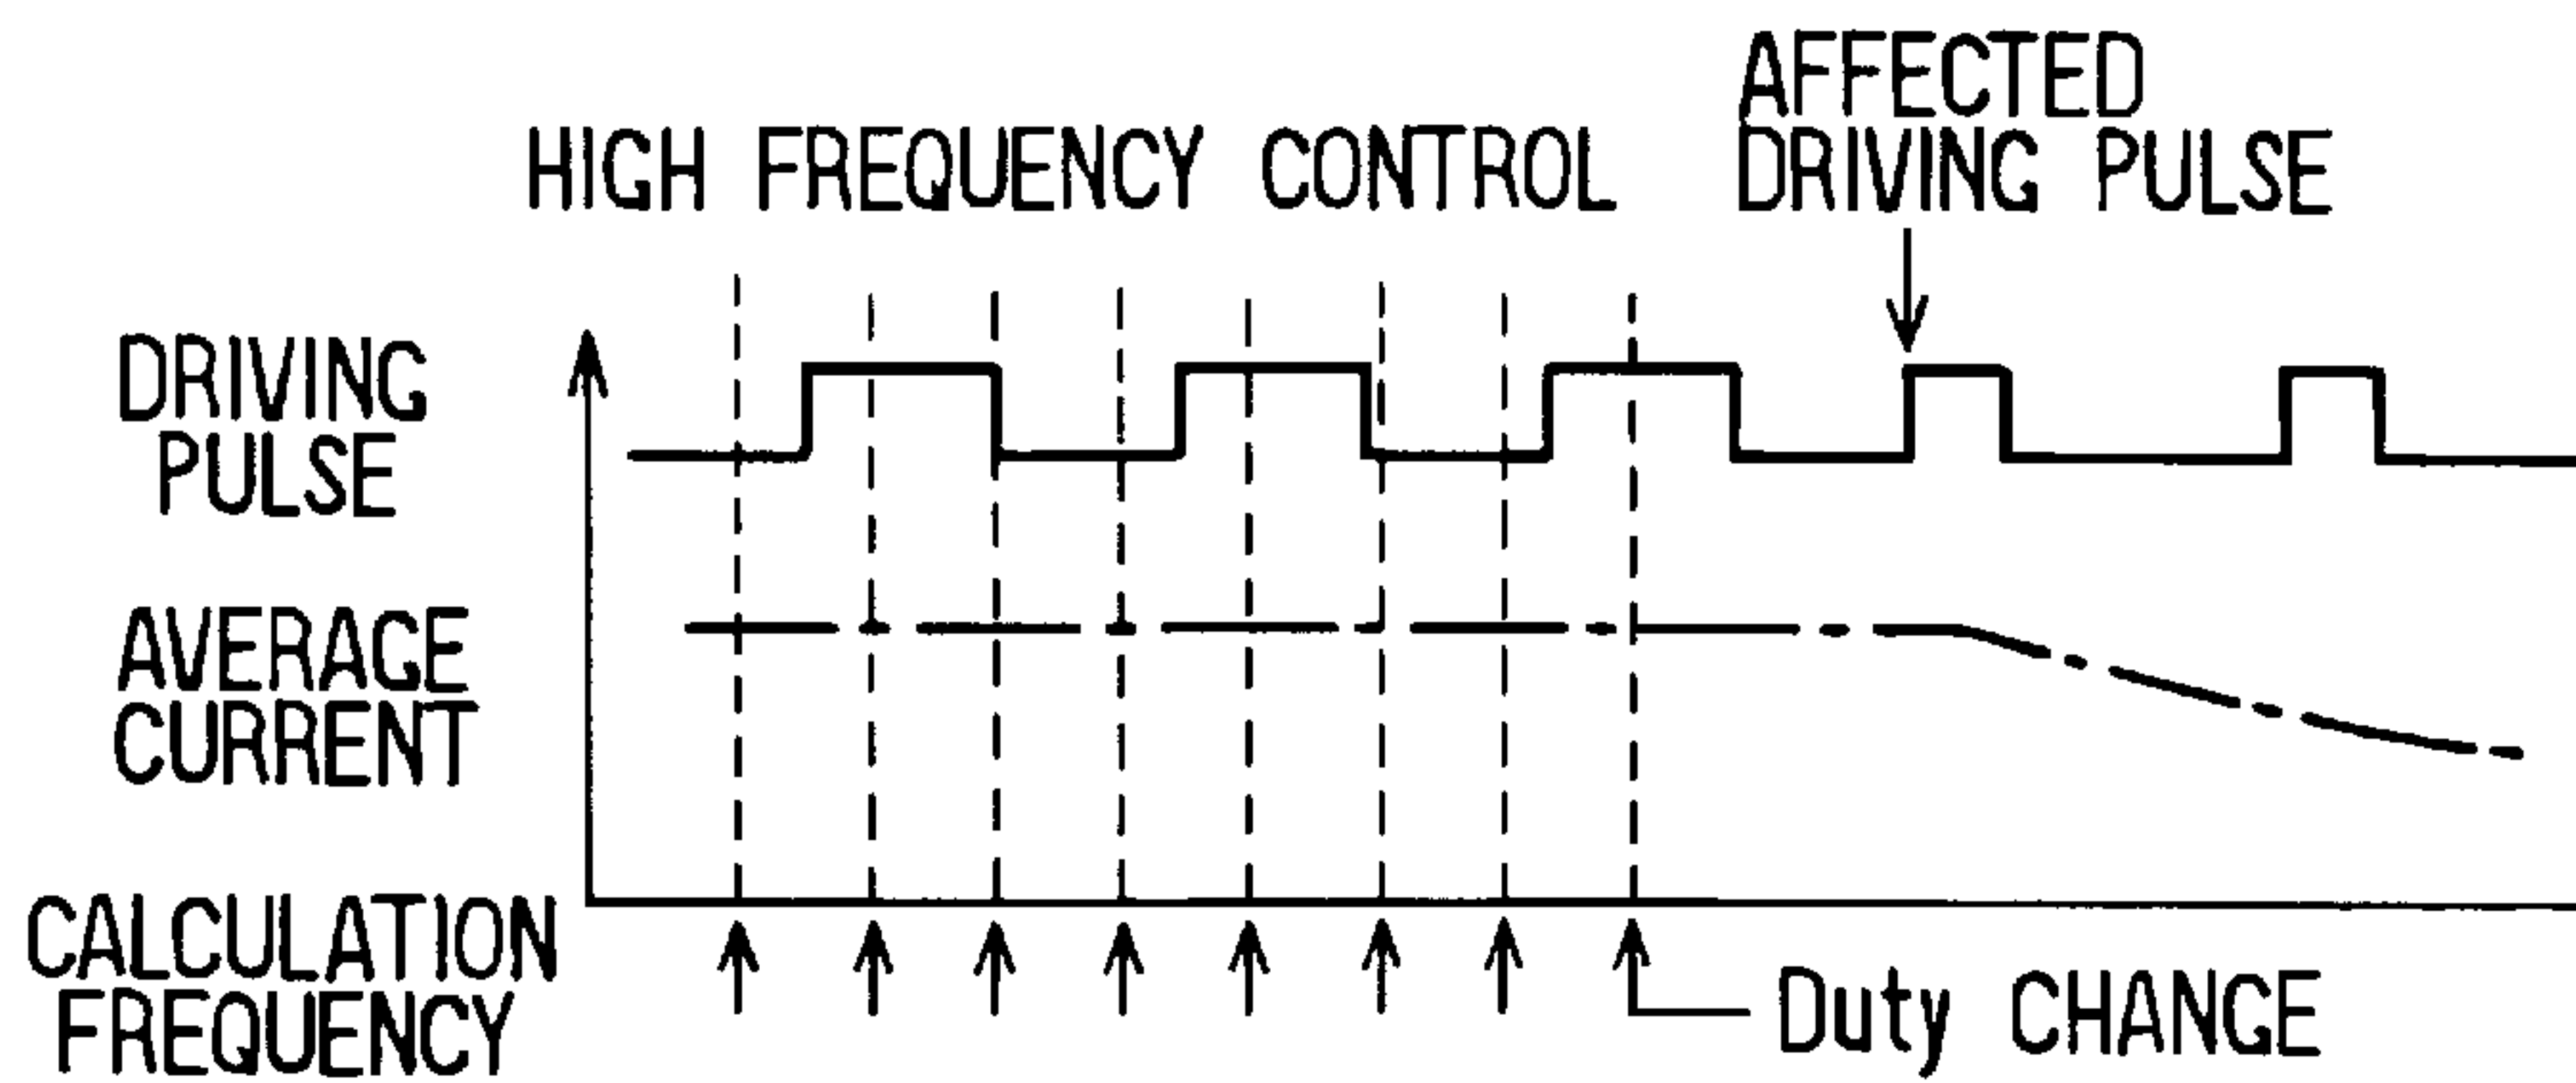 HIGH FREQUENCY CONTROL
AFFECTED
DRIVING PULSE
DRIVING
PULSE
AVERAGE
CURRENT
CALCULATION
FREQUENCY
Duty CHANGE